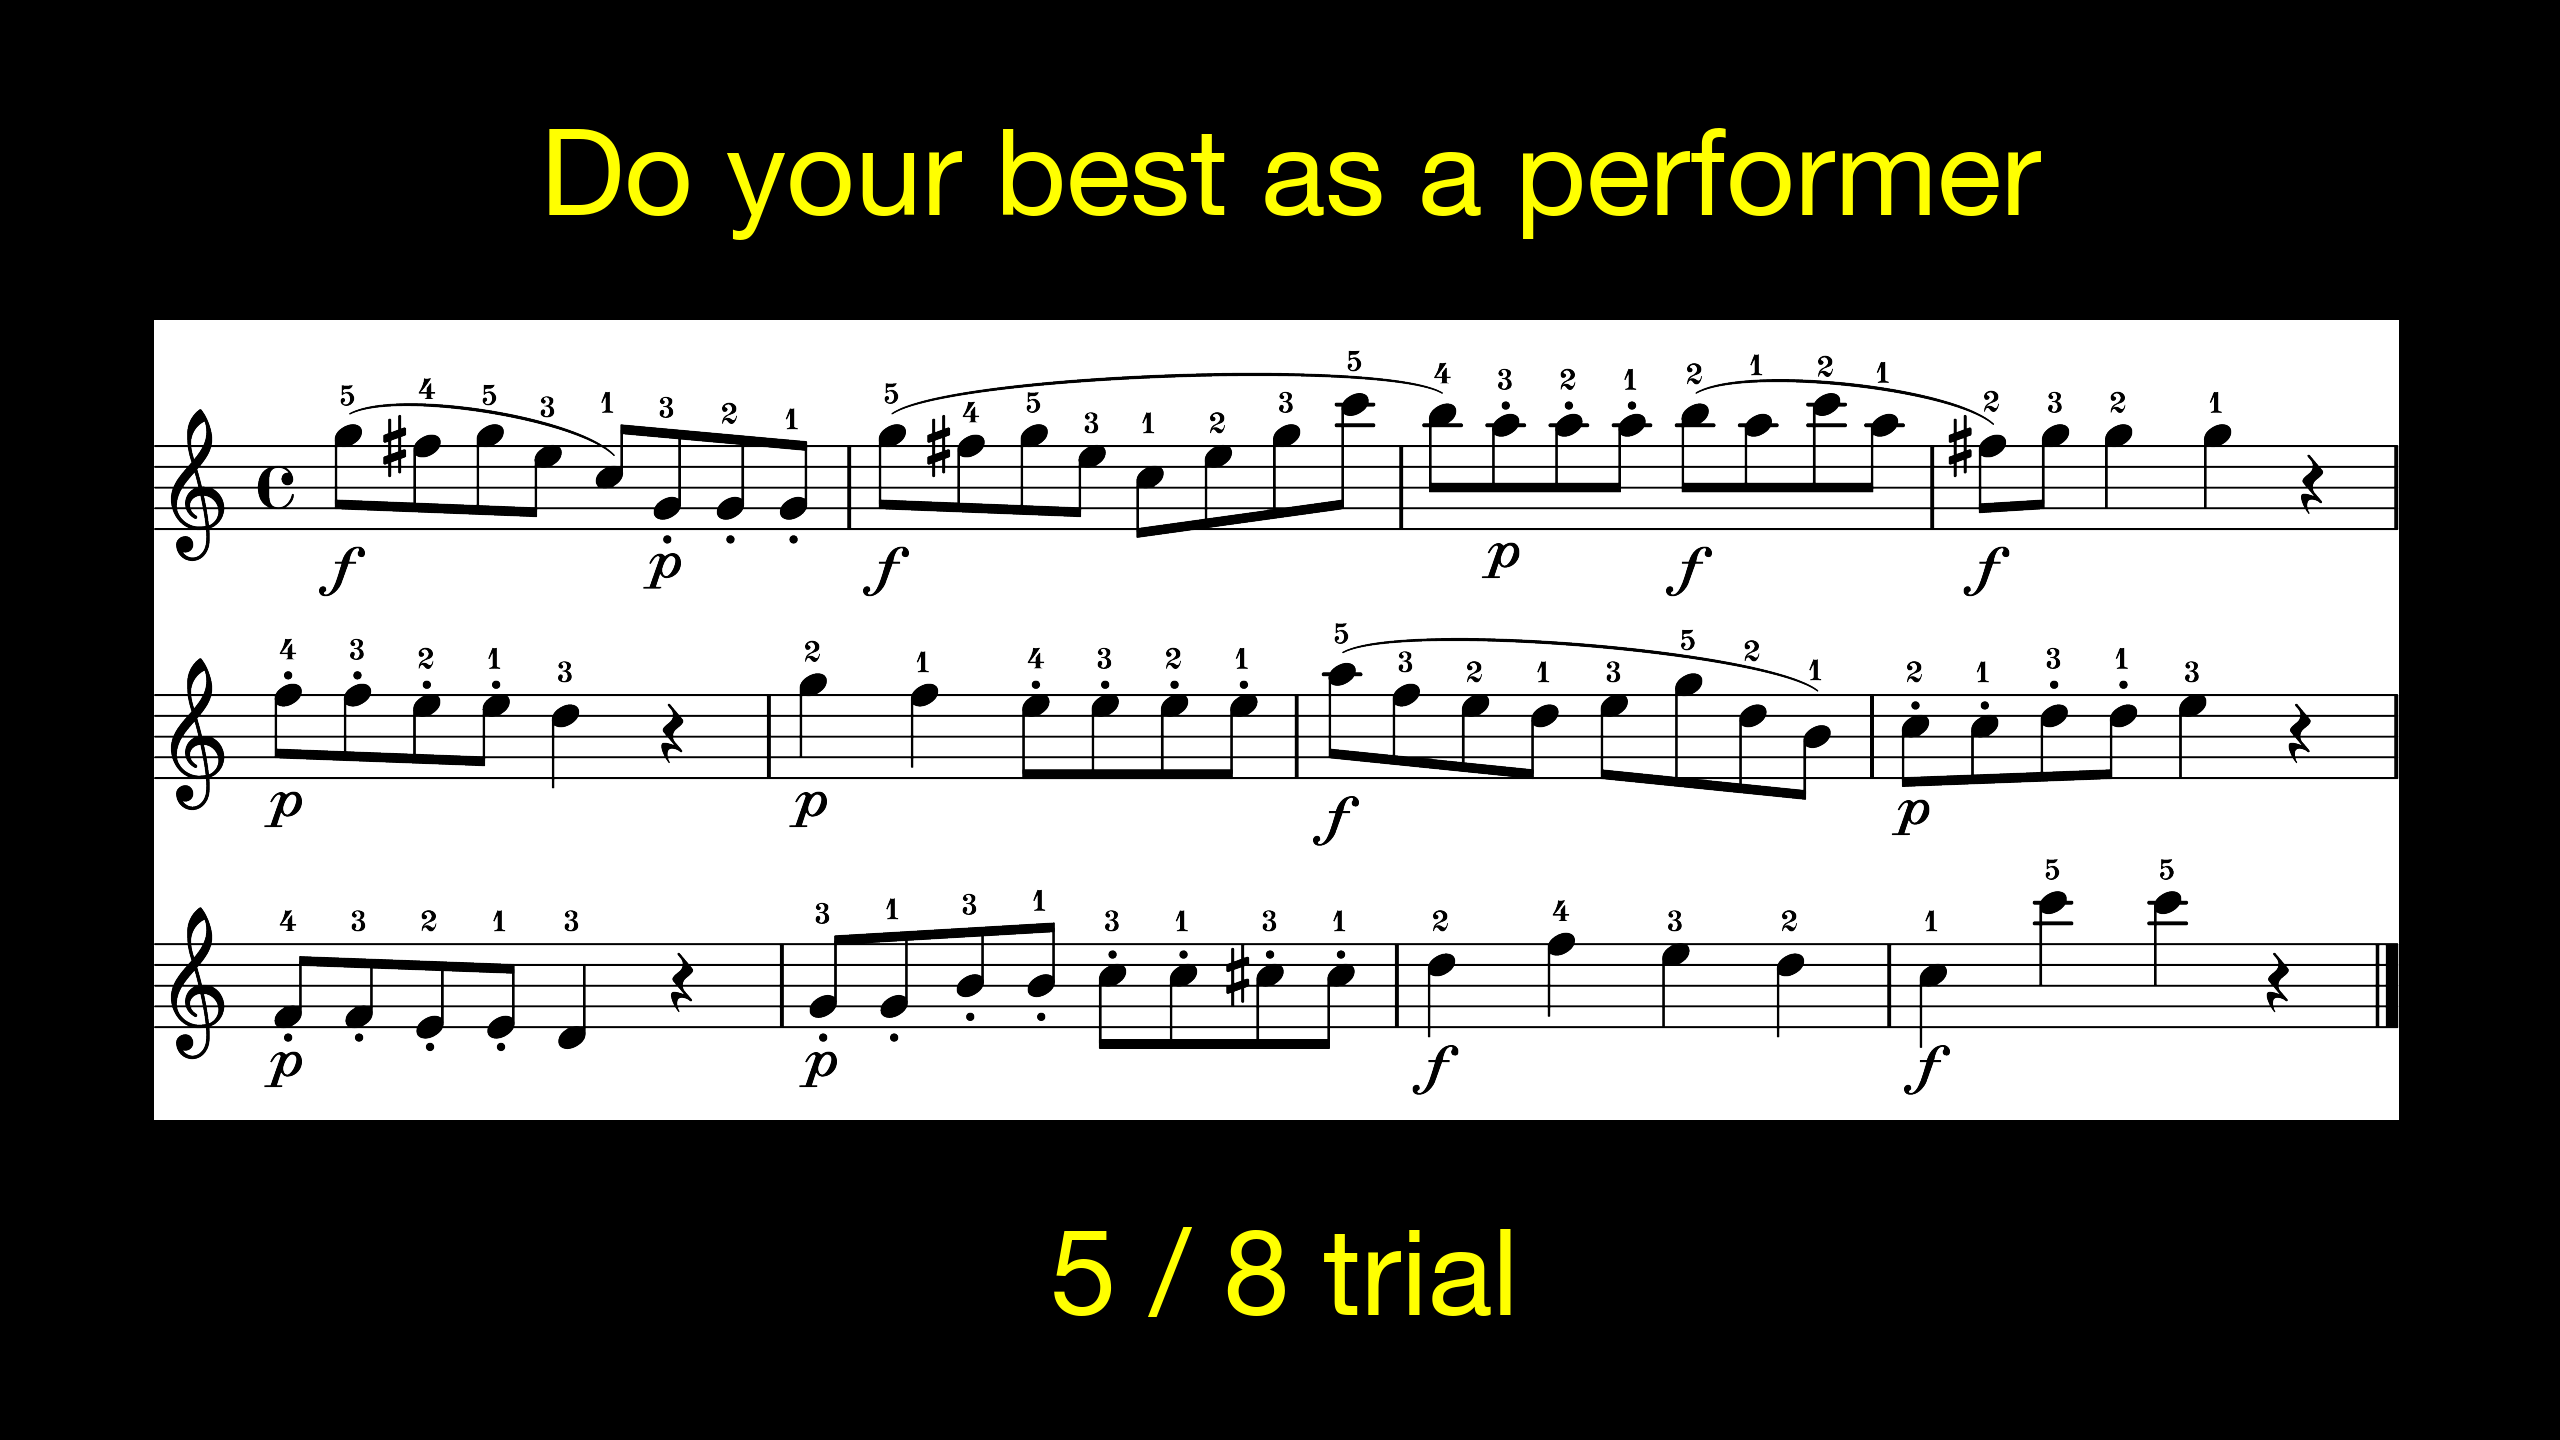 Do your best as a performer
5 4 5 3 1 3 2 1 5 4 5 3 1 2 3 5 4 3 2 1 2 1 2 1 2 3 2 1
f p f p f f
4 3 2 1 3 2 1 4 3 2 1 5 3 2 1 3 5 2 1 2 1 3 1 3
p p f p
4 3 2 1 3 3 1 3 1 3 1 3 1 2 4 3 2 1 5 5
p p f f
5 / 8 trial